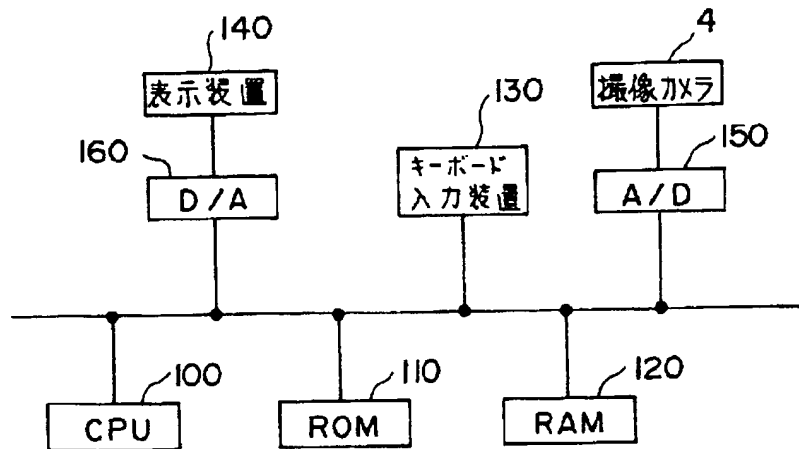 140
表示装置
160
D/A
130
キーボード
入力装置
4
撮像カメラ
150
A/D
100
CPU
110
ROM
120
RAM